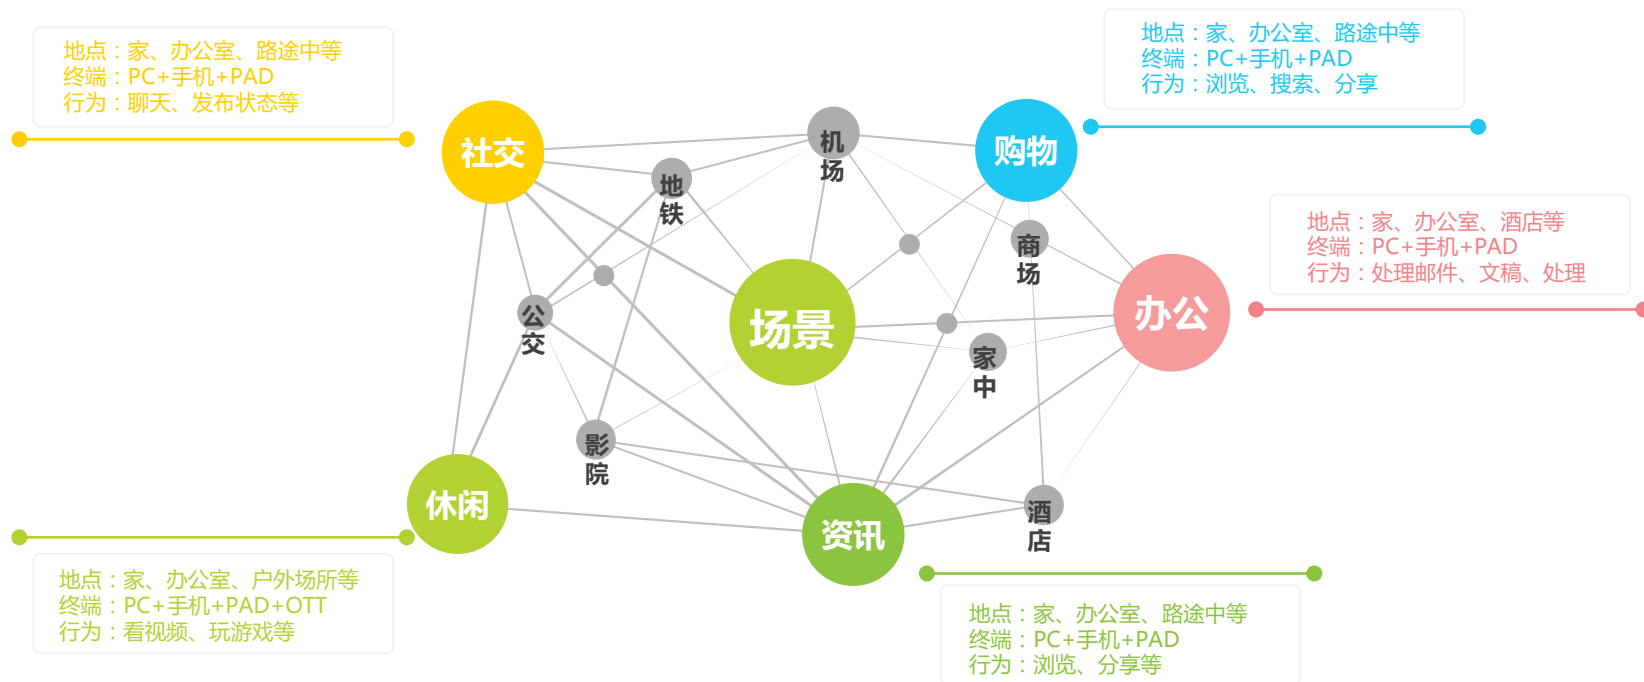 地点：家、办公室、路途中等
终端：PC+手机+PAD
行为：聊天、发布状态等
地点：家、办公室、路途中等
终端：PC+手机+PAD
行为：浏览、搜索、分享
社交
机场
购物
地铁
地点：家、办公室、酒店等
终端：PC+手机+PAD
行为：处理邮件、文稿、处理
商场
公交
场景
办公
家中
影院
休闲
资讯
酒店
地点：家、办公室、户外场所等
终端：PC+手机+PAD+OTT
行为：看视频、玩游戏等
地点：家、办公室、路途中等
终端：PC+手机+PAD
行为：浏览、分享等